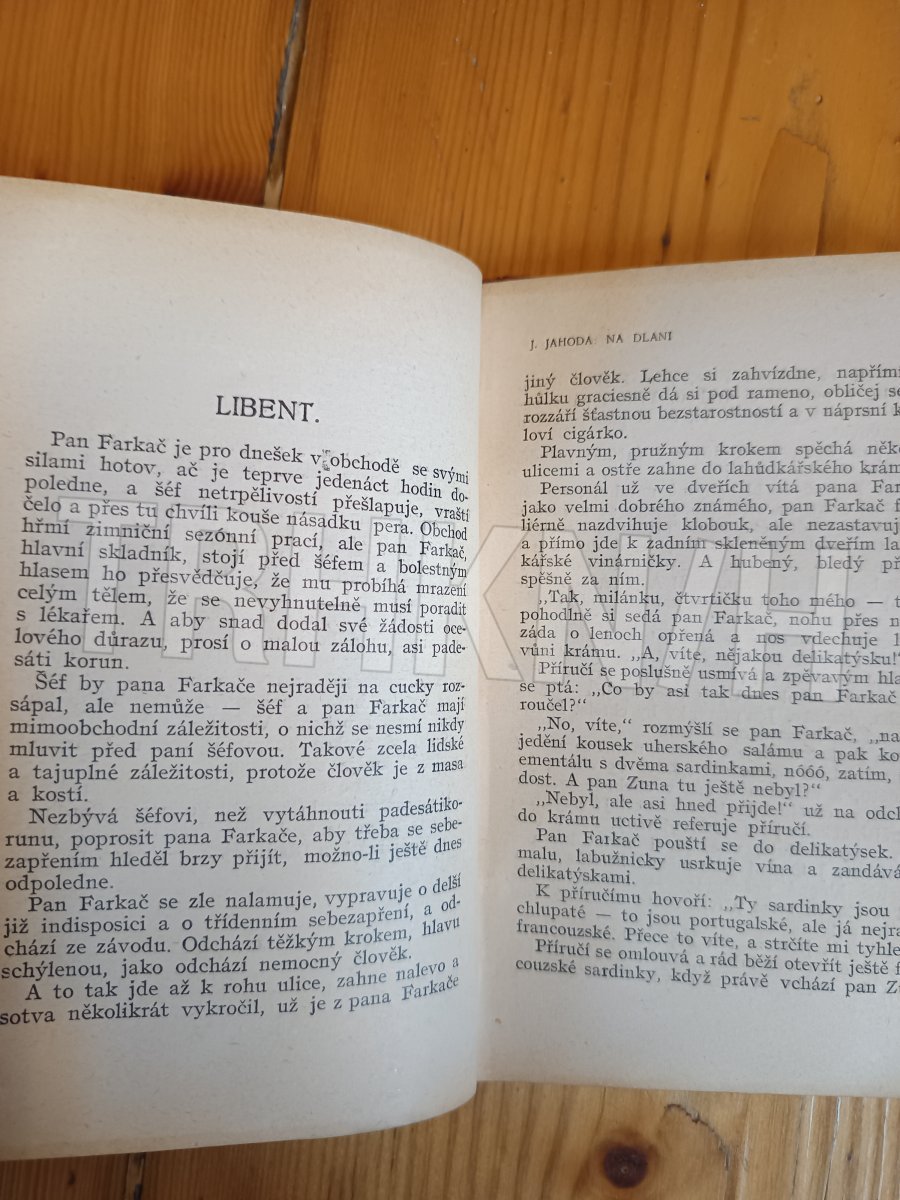 LIBENT.
Pan Farkač je pro dnešek v obchodě se svými
silami hotov, ač je teprve jedenáct hodin do-
poledne, a šéf netrpělivostí přešlapuje, vraští
čelo a přes tu chvíli kouše násadku pera. Obchod
hřmí zimniční sezónní prací, ale pan Farkač,
hlavní skladník, stojí před šéfem a bolestným
hlasem ho přesvědčuje, že mu probíhá mrazení
celým tělem, že se nevyhnutelně musí poradit
s lékařem. A aby snad dodal své žádosti oce-
lového důrazu, prosí o malou zálohu, asi pade-
sáti korun.
Šéf by pana Farkače nejraději na cucky roz-
sápal, ale nemůže — šéf a pan Farkač mají
mimoobchodní záležitosti, o nichž se nesmí nikdy
mluvit před paní šéfovou. Takové zcela lidské
a tajuplné záležitosti, protože člověk je z masa
a kostí.
Nezbývá šéfovi, než vytáhnouti padesátiko-
runu, poprosit pana Farkače, aby třeba se sebe-
zapřením hleděl brzy přijít, možno-li ještě dnes
odpoledne.
Pan Farkač se zle nalamuje, vypravuje o delší
již indisposici a o třídenním sebezapření, a od-
chází ze závodu. Odchází těžkým krokem, hlavu
schýlenou, jako odchází nemocný člověk.
A to tak jde až k rohu ulice, zahne nalevo a
sotva několikrát vykročil, už je z pana Farkače
J. JAHODA: NA DLANI
jiný člověk. Lehce si zahvízdne, napřími
hůlku graciesně dá si pod rameno, obličej se
rozzáří šťastnou bezstarostností a v náprsní k
loví cigárko.
Plavným, pružným krokem spěchá něko
ulicemi a ostře zahne do lahůdkářského krám
Personál už ve dveřích vítá pana Far
jako velmi dobrého známého, pan Farkač f
liérně nazdvihuje klobouk, ale nezastavuj
a přímo jde k zadním skleněným dveřím la
kářské vinárničky. A hubený, bledý př
spěšně za ním.
„Tak, milánku, čtvrtičku toho mého — t
pohodlně si sedá pan Farkač, nohu přes n
záda o lenoch opřená a nos vdechuje l
vůni krámu. „A, víte, nějakou delikatýsku!“
Příručí se poslušně usmívá a zpěvavým hla
se ptá: „Co by asi tak dnes pan Farkač
roučel?“
„No, víte,“ rozmýšlí se pan Farkač, „na
jedění kousek uherského salámu a pak ko
ementálu s dvěma sardinkami, nóóó, zatím,
dost. A pan Zuna tu ještě nebyl?“
„Nebyl, ale asi hned přijde!“ už na odch
do krámu uctivě referuje příručí.
Pan Farkač pouští se do delikatýsek.
malu, labužnicky usrkuje vína a zandává
delikatýskami.
K příručímu hovoří: „Ty sardinky jsou
chlupaté — to jsou portugalské, ale já nejra
francouzské. Přece to víte, a strčíte mi tyhle
Příručí se omlouvá a rád běží otevřít ještě f
couzské sardinky, když právě vchází pan Z